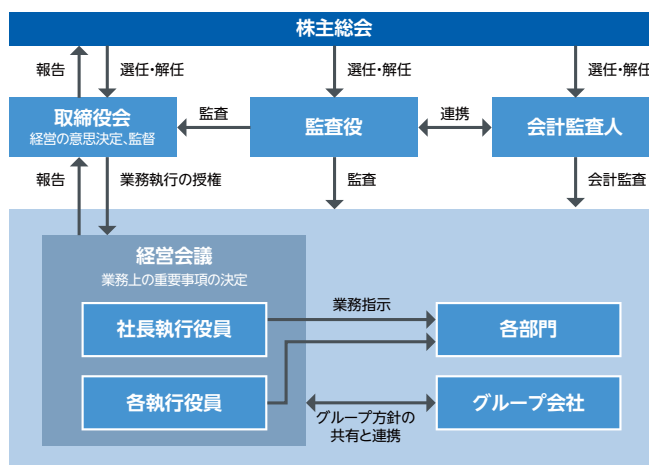 株主総会
報告
選任・解任
選任・解任
選任・解任
取締役会
経営の意思決定、監督
監査
監査役
連携
会計監査人
報告
業務執行の授権
監査
会計監査
経営会議
業務上の重要事項の決定
社長執行役員
業務指示
各部門
各執行役員
グループ方針の
共有と連携
グループ会社